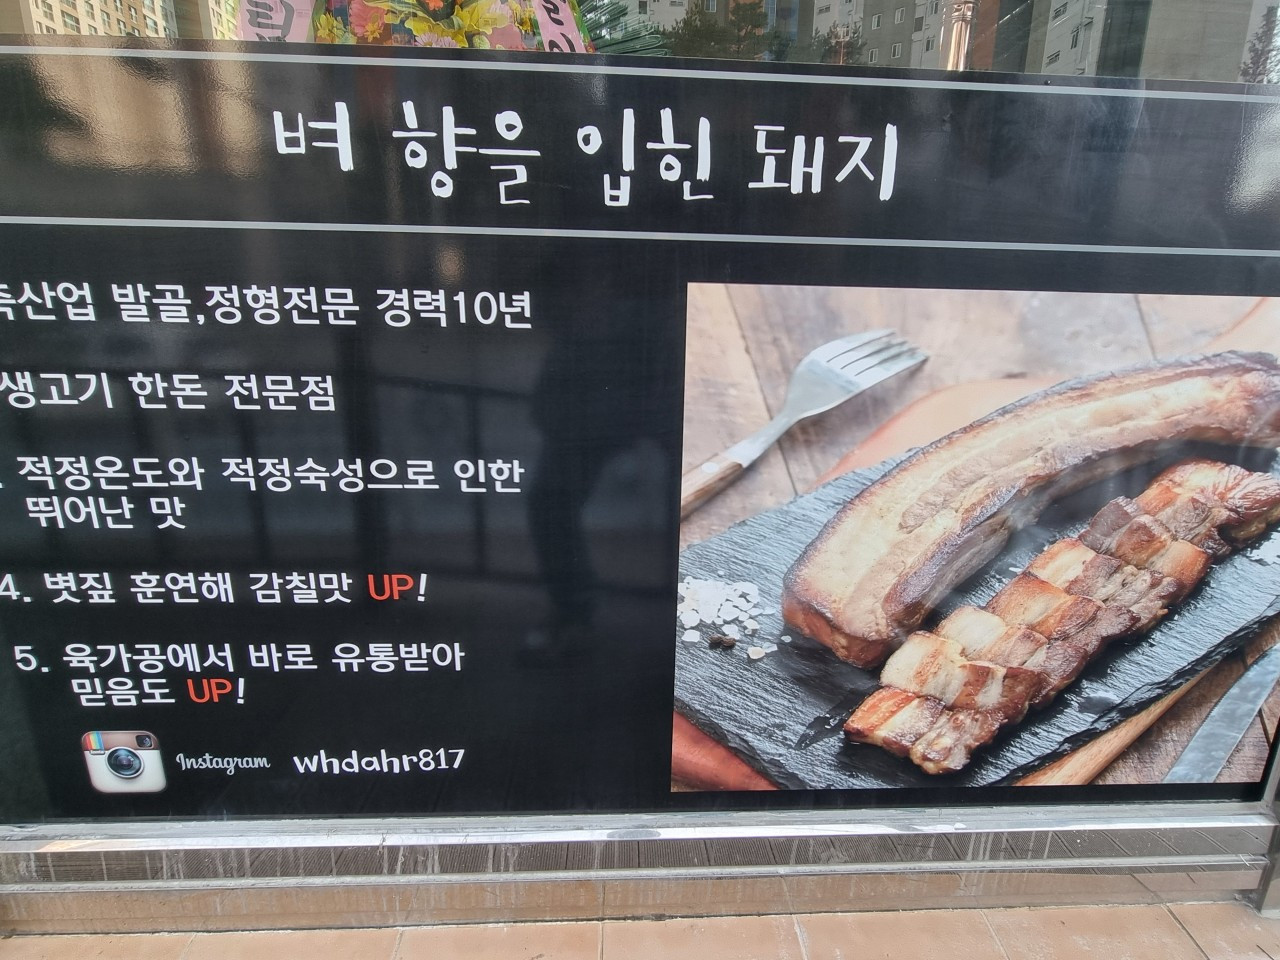 벼 향을 입힌 돼지
축산업 발골,정형전문 경력10년
생고기 한돈 전문점
적정온도와 적정숙성으로 인한
뛰어난 맛
4. 볏짚 훈연해 감칠맛 UP!
5. 육가공에서 바로 유통받아
믿음도 UP!
Instagram whdahr817